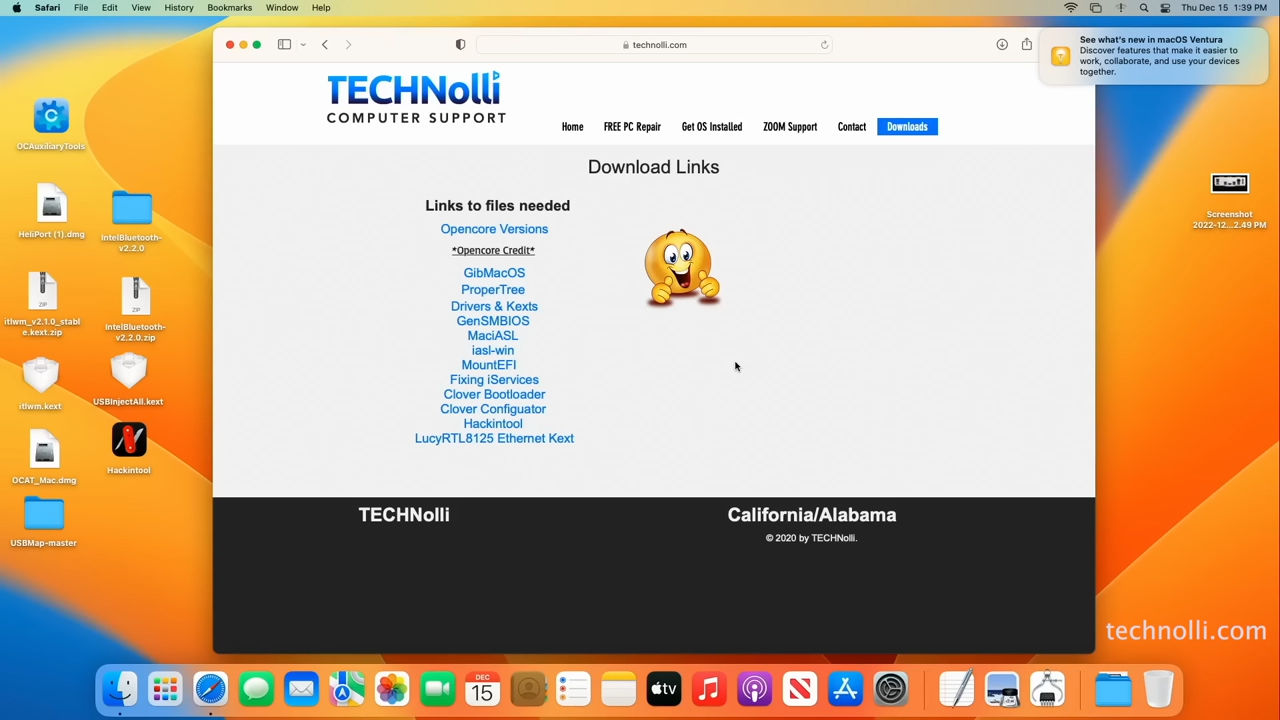 Safari File Edit View History Bookmarks Window Help
Thu Dec 15 1:39 PM
technolli.com
See what's new in macOS Ventura
Discover features that make it easier to
work, collaborate, and use your devices
together.
TECHNolli
COMPUTER SUPPORT
Home FREE PC Repair Get OS Installed ZOOM Support Contact Downloads
Download Links
Links to files needed
Opencore Versions
*Opencore Credit*
GibMacOS
ProperTree
Drivers & Kexts
GenSMBIOS
MaciASL
iasl-win
MountEFI
Fixing iServices
Clover Bootloader
Clover Configuator
Hackintool
LucyRTL8125 Ethernet Kext
TECHNolli
California/Alabama
© 2020 by TECHNolli.
OCAuxiliaryTools
HeliPort (1).dmg
IntelBluetooth-
v2.2.0
ZIP
itlwm_v2.1.0_stabl
e.kext.zip
ZIP
IntelBluetooth-
v2.2.0.zip
itlwm.kext
USBInjectAll.kext
OCAT_Mac.dmg
Hackintool
USBMap-master
Screenshot
2022-12...2.49 PM
technolli.com
DEC
15
tv